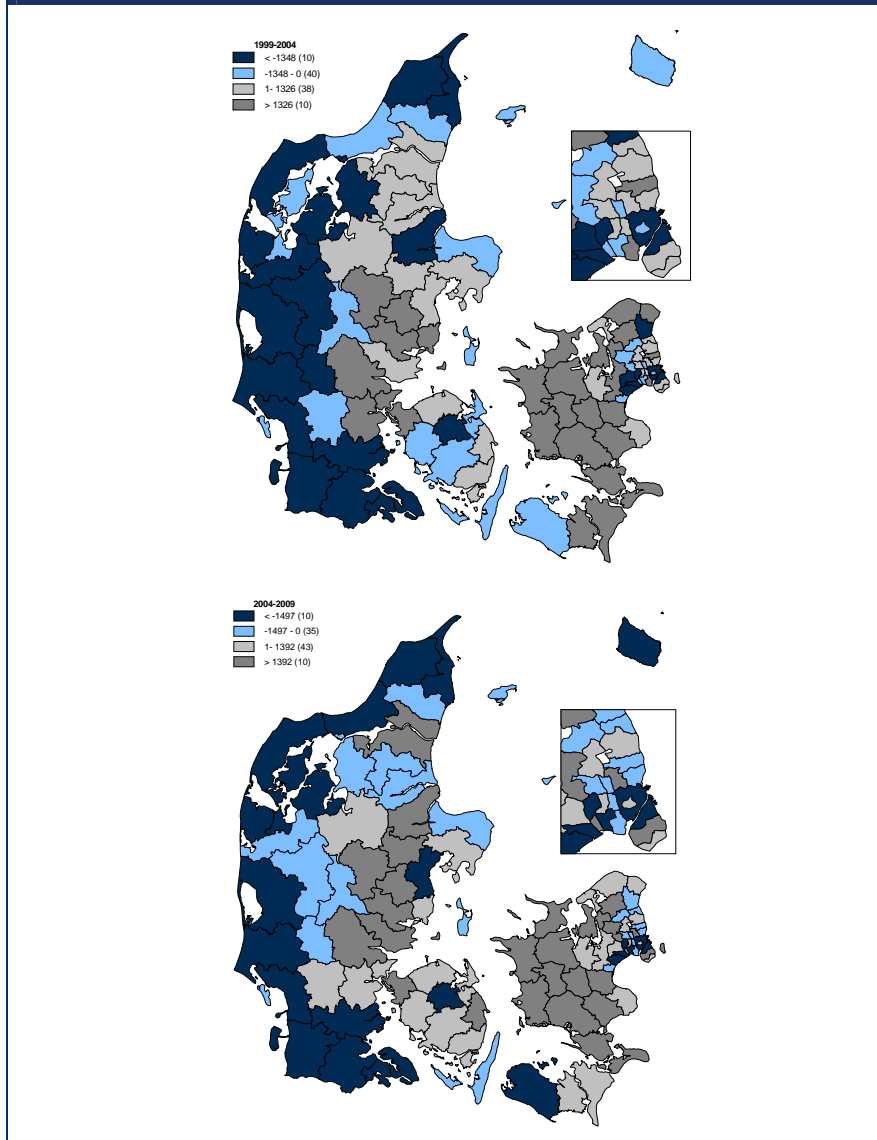 1999-2004
< -1348 (10)
-1348 - 0 (40)
1- 1326 (38)
> 1326 (10)
2004-2009
< -1497 (10)
-1497 - 0 (35)
1- 1392 (43)
> 1392 (10)